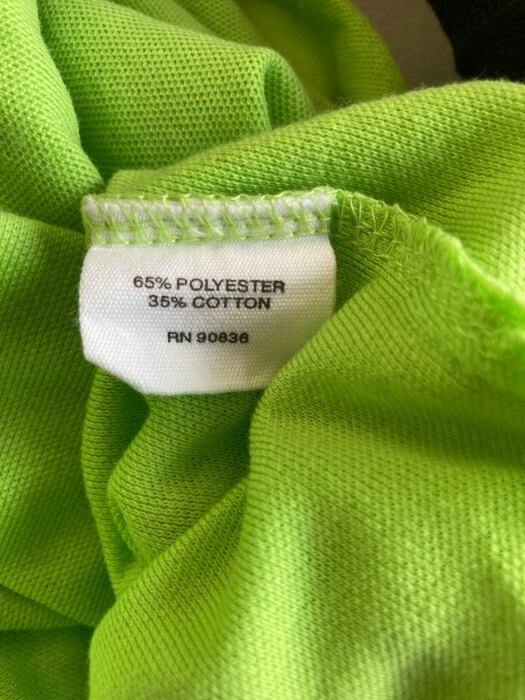 65% POLYESTER
35% COTTON
RN 90836